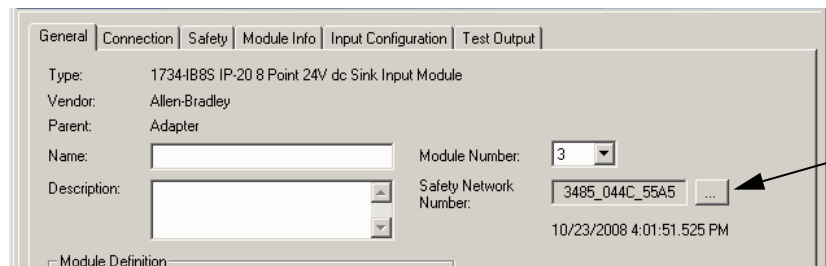 General Connection Safety Module Info Input Configuration Test Output
Type: 1734-IB8S IP-20 8 Point 24V dc Sink Input Module
Vendor: Allen-Bradley
Parent: Adapter
Name: Module Number: 3
Description: Safety Network Number: 3485_044C_55A5 ...
10/23/2008 4:01:51.525 PM
Module Definition